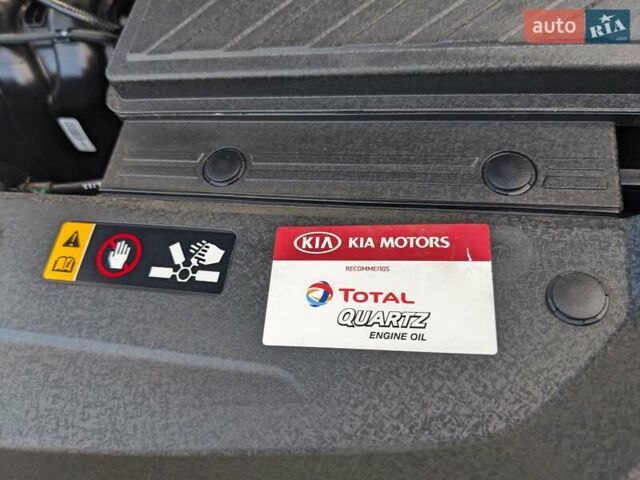 auto RIA
KIA KIA MOTORS
RECOMMENDS
TOTAL
QUARTZ
ENGINE OIL